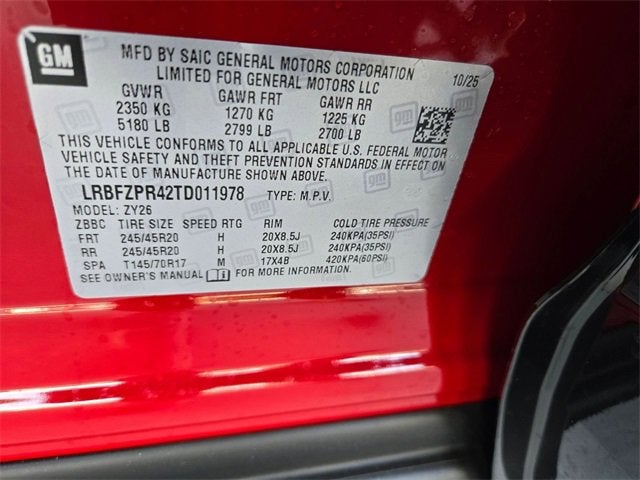 GM
MFD BY SAIC GENERAL MOTORS CORPORATION
LIMITED FOR GENERAL MOTORS LLC
10/25
GVWR GAWR FRT GAWR RR
2350 KG 1270 KG 1225 KG
5180 LB 2799 LB 2700 LB
THIS VEHICLE CONFORMS TO ALL APPLICABLE U.S. FEDERAL MOTOR
VEHICLE SAFETY AND THEFT PREVENTION STANDARDS IN EFFECT ON
THE DATE OF MANUFACTURE SHOWN ABOVE.
LRBFZPR42TD011978 TYPE: M.P.V.
MODEL: ZY26
ZBBC TIRE SIZE SPEED RTG RIM COLD TIRE PRESSURE
FRT 245/45R20 H 20X8.5J 240KPA(35PSI)
RR 245/45R20 H 20X8.5J 240KPA(35PSI)
SPA T145/70R17 M 17X4B 420KPA(60PSI)
SEE OWNER'S MANUAL FOR MORE INFORMATION.